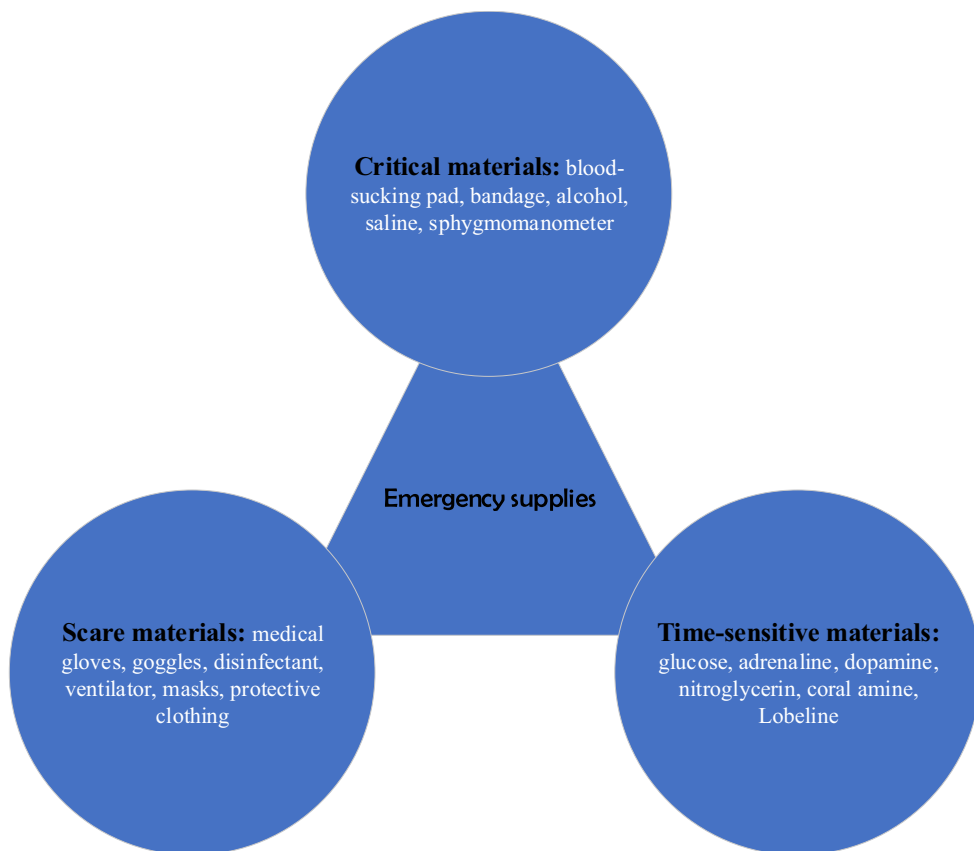 Critical materials: blood-
sucking pad, bandage, alcohol,
saline, sphygmomanometer
Emergency supplies
Scare materials: medical
gloves, goggles, disinfectant,
ventilator, masks, protective
clothing
Time-sensitive materials:
glucose, adrenaline, dopamine,
nitroglycerin, coral amine,
Lobeline